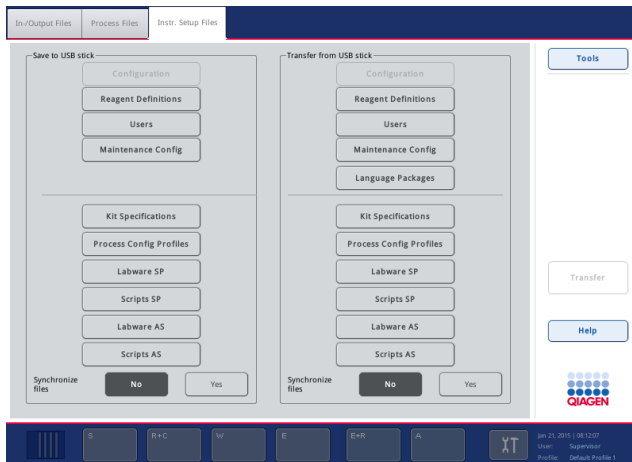 In-/Output Files
Process Files
Instr. Setup Files
Save to USB stick
Configuration
Reagent Definitions
Users
Maintenance Config
Kit Specifications
Process Config Profiles
Labware SP
Scripts SP
Labware AS
Scripts AS
Synchronize
files
No
Yes
Transfer from USB stick
Configuration
Reagent Definitions
Users
Maintenance Config
Language Packages
Kit Specifications
Process Config Profiles
Labware SP
Scripts SP
Labware AS
Scripts AS
Synchronize
files
No
Yes
Tools
Transfer
Help
QIAGEN
S
R+C
W
E
E+R
A
Jan 21, 2015 | 08:12:07
User: Supervisor
Profile: Default Profile 1